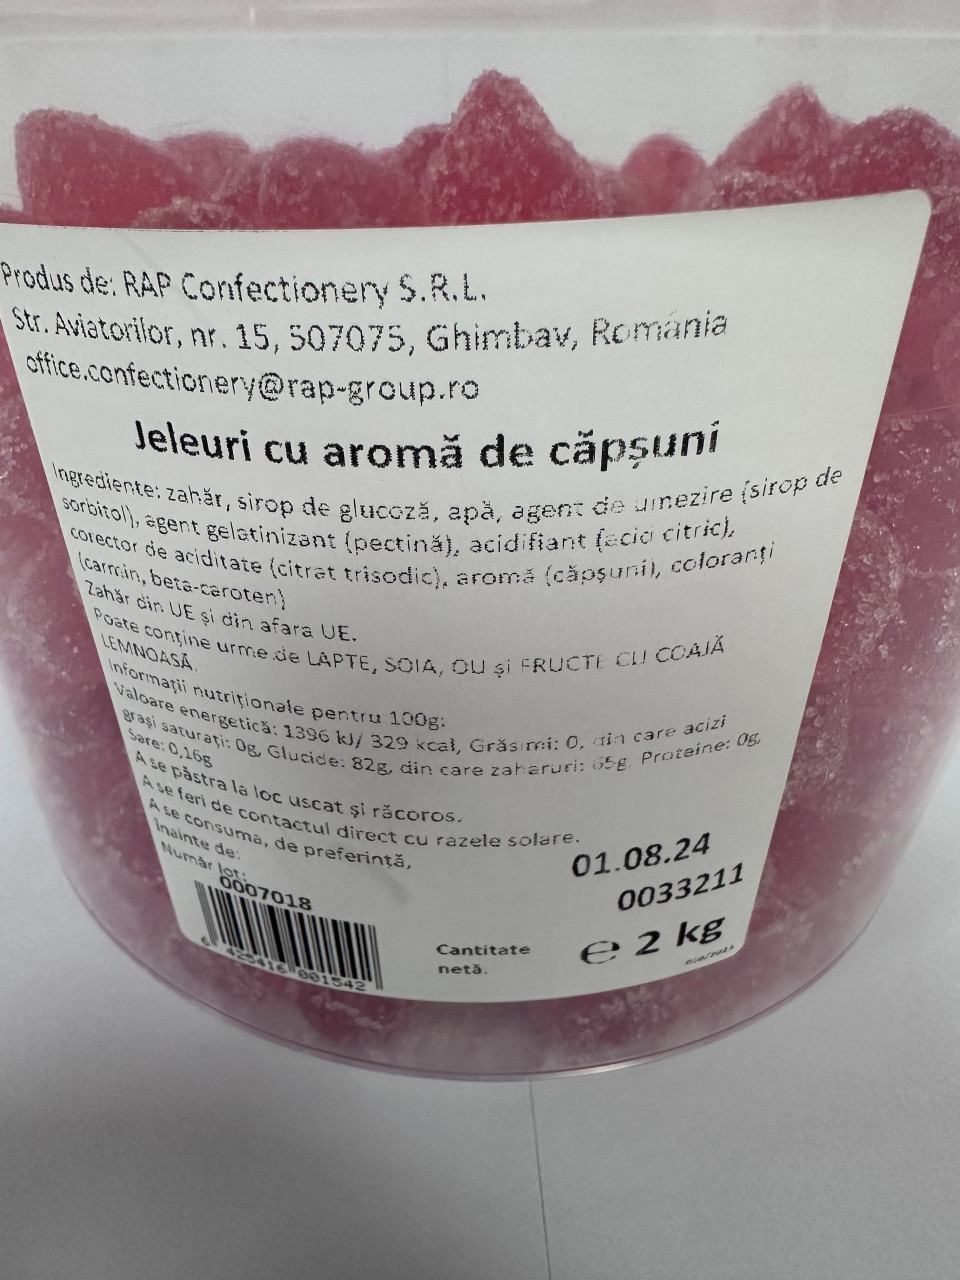 Produs de: RAP Confectionery S.R.L.
Str. Aviatorilor, nr. 15, 507075, Ghimbav, România
office.confectionery@rap-group.ro
Jeleuri cu aromă de căpșuni
Ingrediente: zahăr, sirop de glucoză, apă, agent de umezire (sirop de
sorbitol), agent gelatinizant (pectină), acidifiant (acid citric),
corector de aciditate (citrat trisodic), aromă (căpșuni), coloranți
(carmin, beta-caroten)
Zahăr din UE și din afara UE.
Poate conține urme de LAPTE, SOIA, OU și FRUCTE CU COAJĂ
LEMNOASĂ.
Informații nutriționale pentru 100g:
Valoare energetică: 1396 kJ/ 329 kcal, Grăsimi: 0, din care acizi
grași saturați: 0g, Glucide: 82g, din care zaharuri: 65g, Proteine: 0g,
Sare: 0,16g
A se păstra la loc uscat și răcoros.
A se feri de contactul direct cu razele solare.
A se consuma, de preferință,
înainte de: 01.08.24
Număr lot: 0033211
0007018
6 425416 001542
Cantitate
netă. ℮ 2 kg